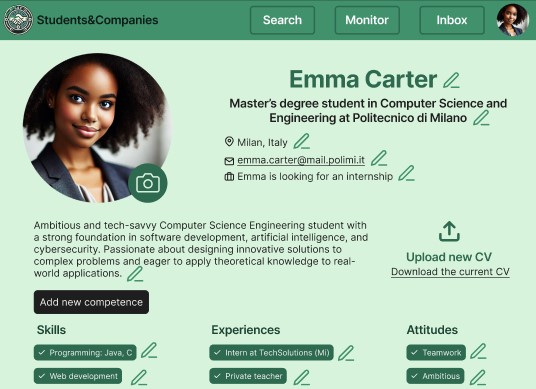 Students&Companies
Search
Monitor
Inbox
Emma Carter
Master's degree student in Computer Science and
Engineering at Politecnico di Milano
Milan, Italy
emma.carter@mail.polimi.it
Emma is looking for an internship
Ambitious and tech-savvy Computer Science Engineering student with
a strong foundation in software development, artificial intelligence, and
cybersecurity. Passionate about designing innovative solutions to
complex problems and eager to apply theoretical knowledge to real-
world applications.
Upload new CV
Download the current CV
Add new competence
Skills
Experiences
Attitudes
Programming: Java, C
Intern at TechSolutions (Mi)
Teamwork
Web development
Private teacher
Ambitious